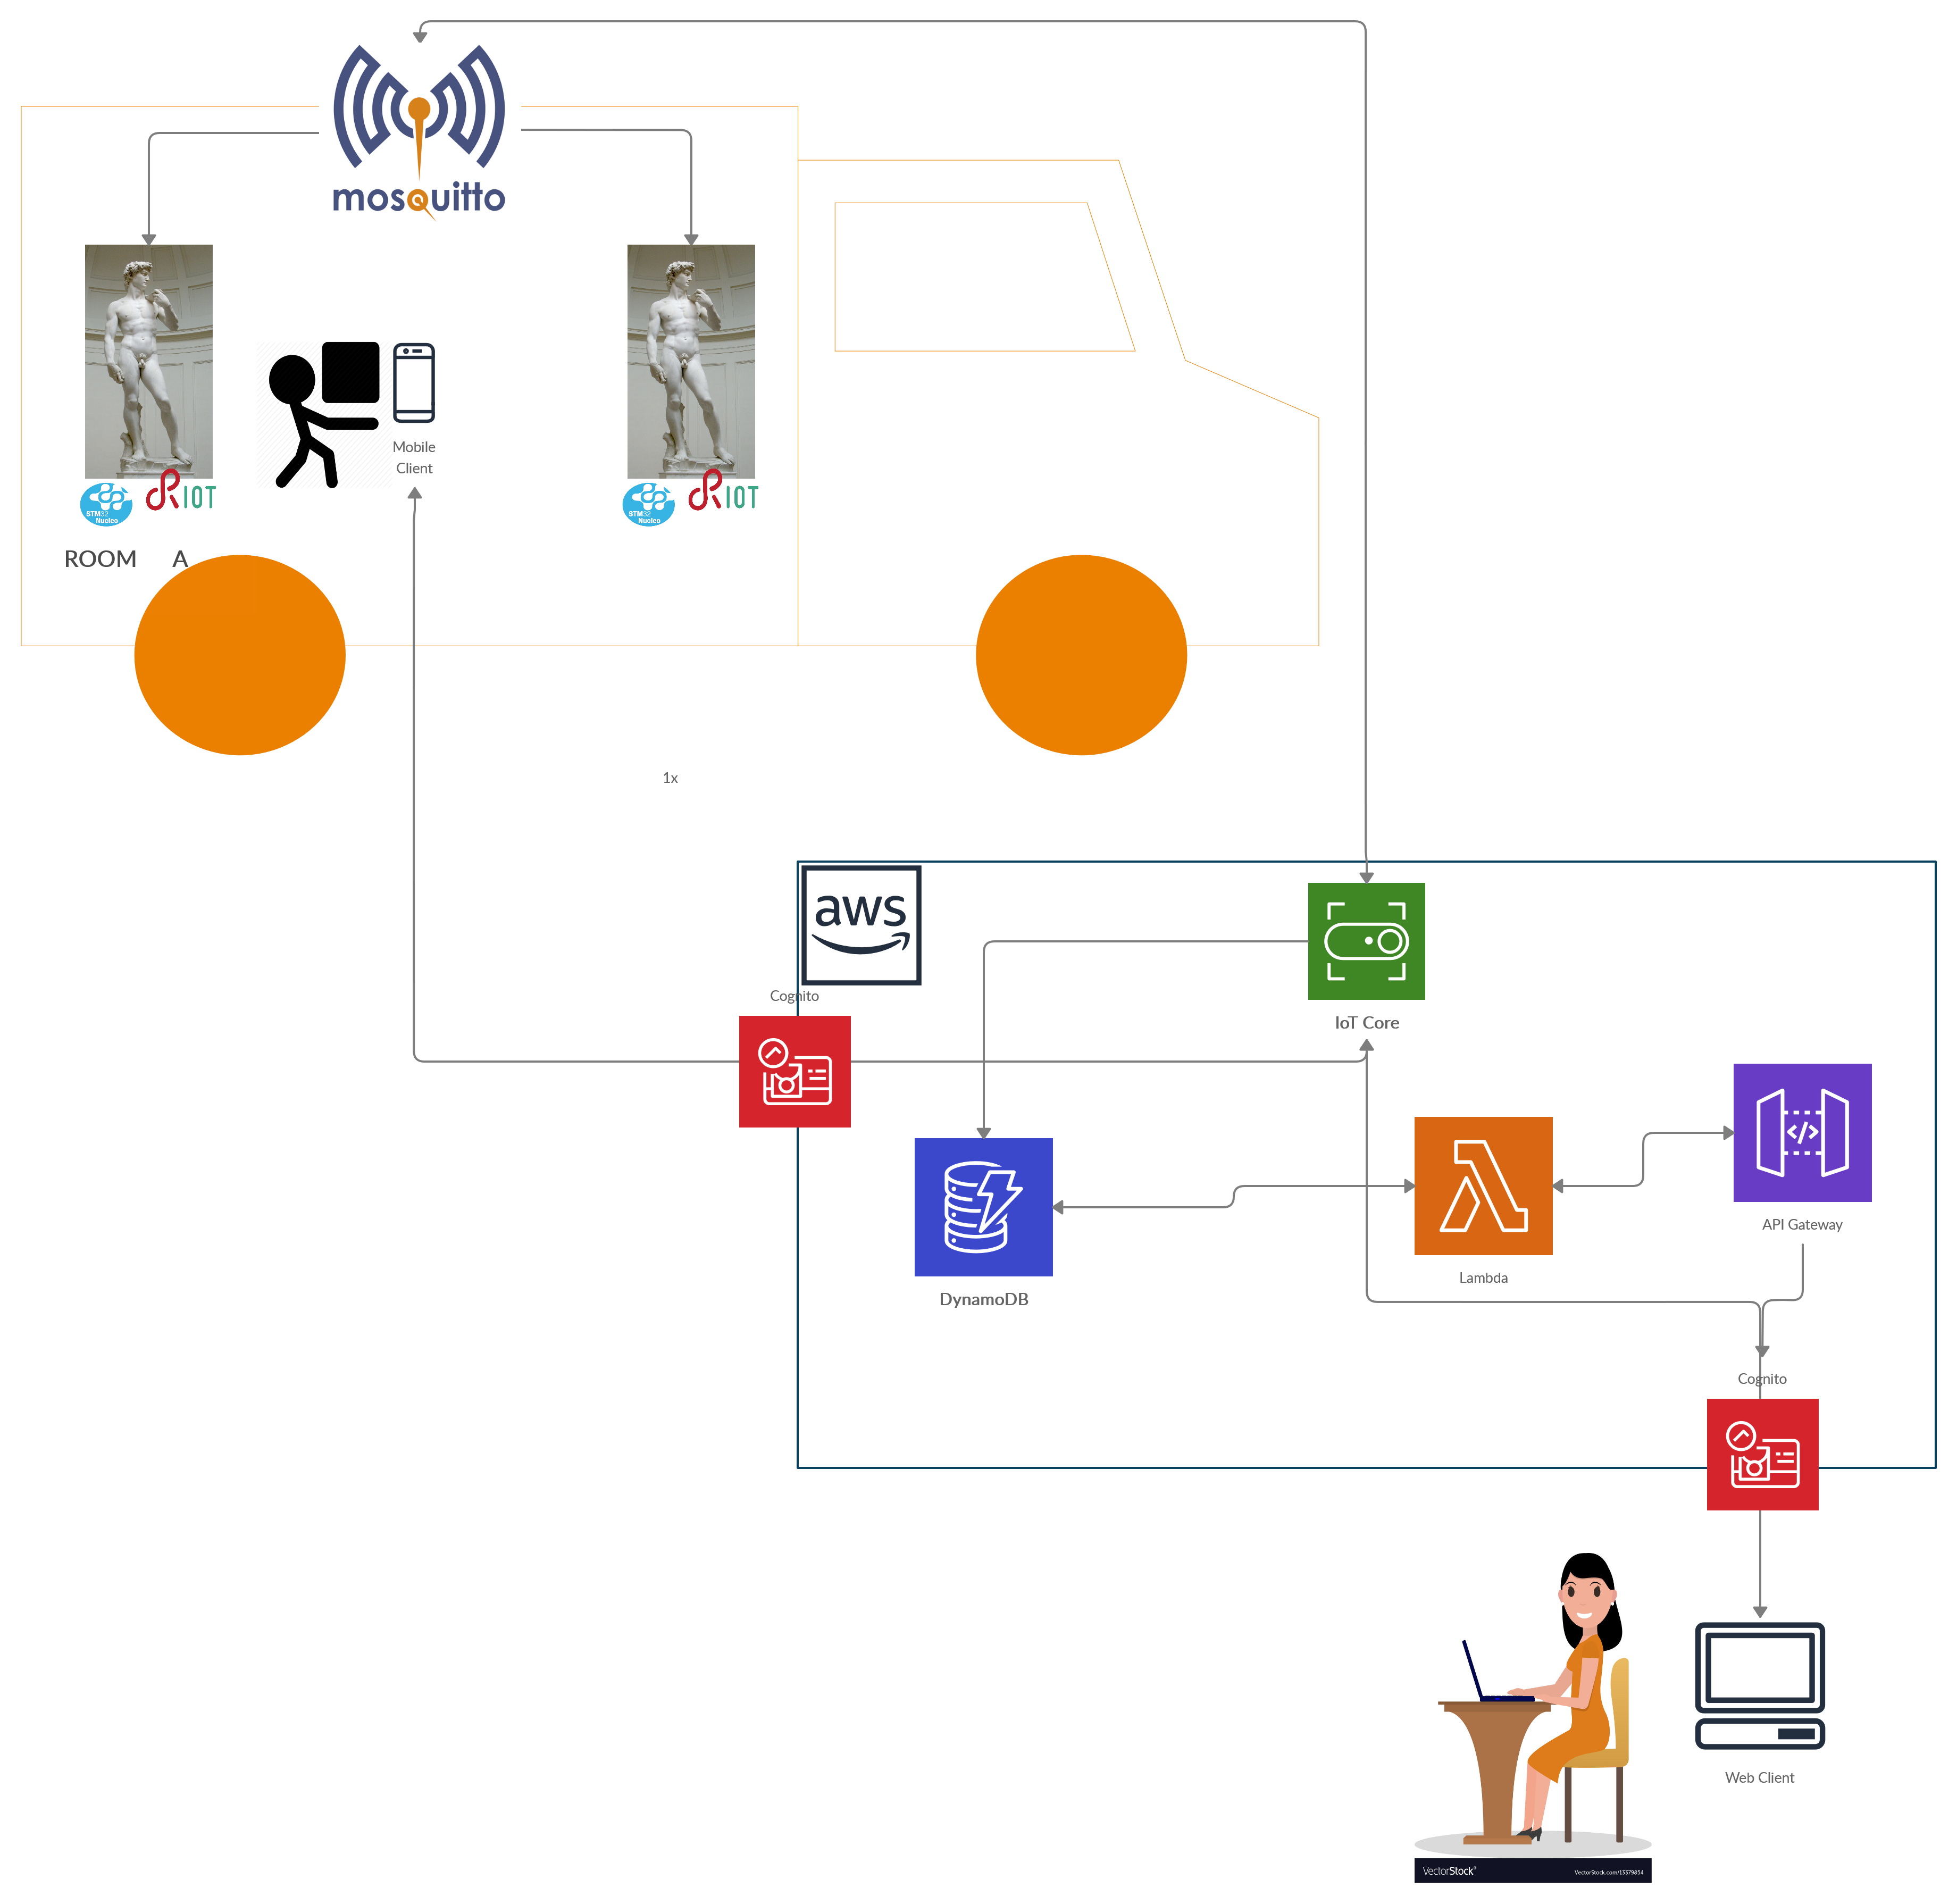 mosquitto
Mobile
Client
STM32
Nucleo
RIOT
STM32
Nucleo
RIOT
ROOM A
1x
aws
Cognito
IoT Core
</>
API Gateway
Lambda
DynamoDB
Cognito
Web Client
VectorStock®
VectorStock.com/13379854